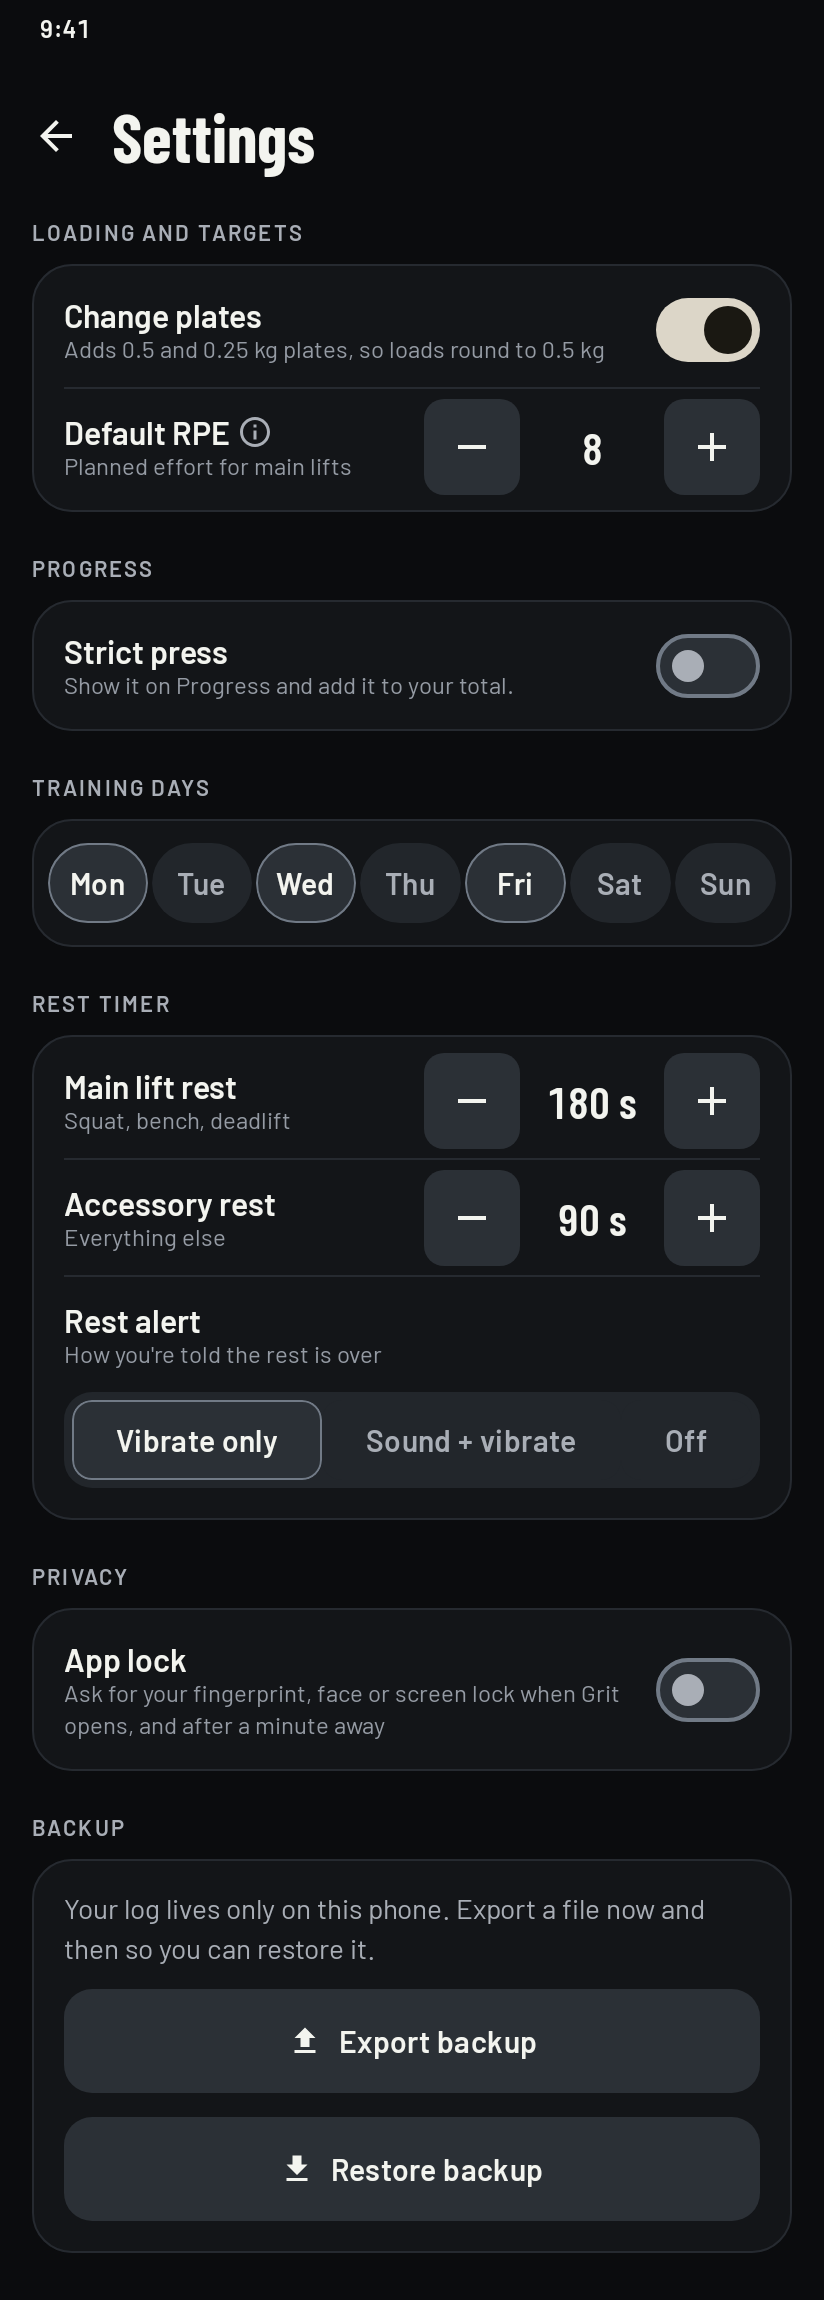 9:41
Settings
LOADING AND TARGETS
Change plates
Adds 0.5 and 0.25 kg plates, so loads round to 0.5 kg
Default RPE
Planned effort for main lifts
8
PROGRESS
Strict press
Show it on Progress and add it to your total.
TRAINING DAYS
Mon Tue Wed Thu Fri Sat Sun
REST TIMER
Main lift rest
Squat, bench, deadlift
180 s
Accessory rest
Everything else
90 s
Rest alert
How you're told the rest is over
Vibrate only Sound + vibrate Off
PRIVACY
App lock
Ask for your fingerprint, face or screen lock when Grit
opens, and after a minute away
BACKUP
Your log lives only on this phone. Export a file now and
then so you can restore it.
Export backup
Restore backup